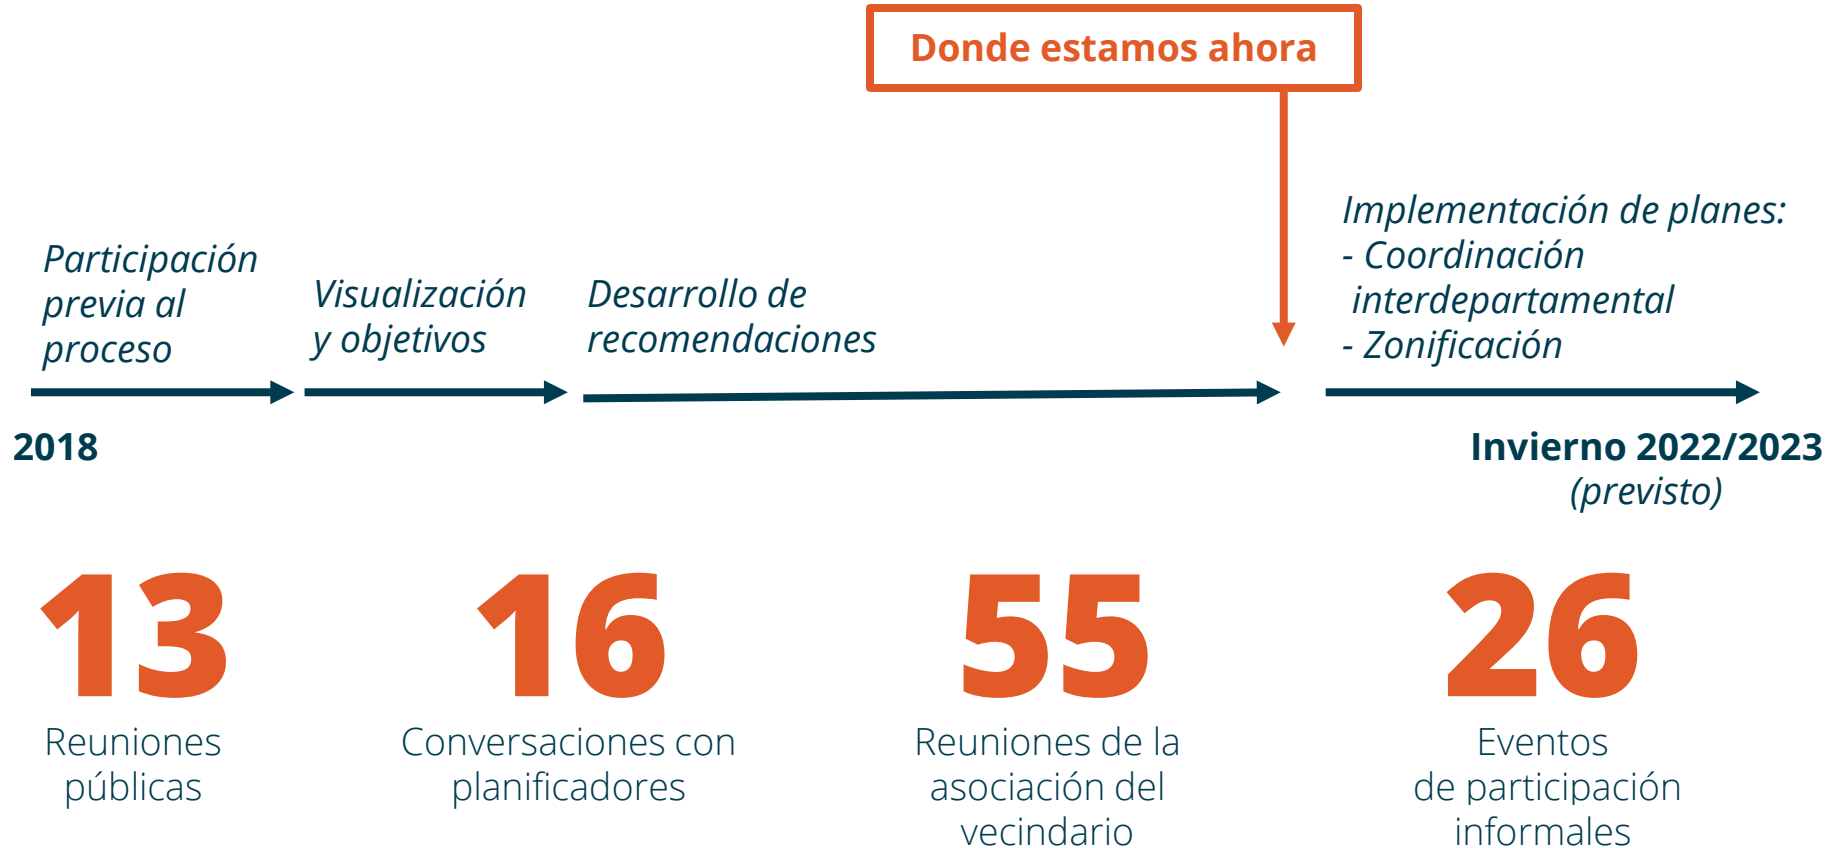 Donde estamos ahora
Participación
previa al
proceso
Visualización
y objetivos
Desarrollo de
recomendaciones
Implementación de planes:
- Coordinación
interdepartamental
- Zonificación
2018
Invierno 2022/2023
(previsto)
13
Reuniones
públicas
16
Conversaciones con
planificadores
55
Reuniones de la
asociación del
vecindario
26
Eventos
de participación
informales